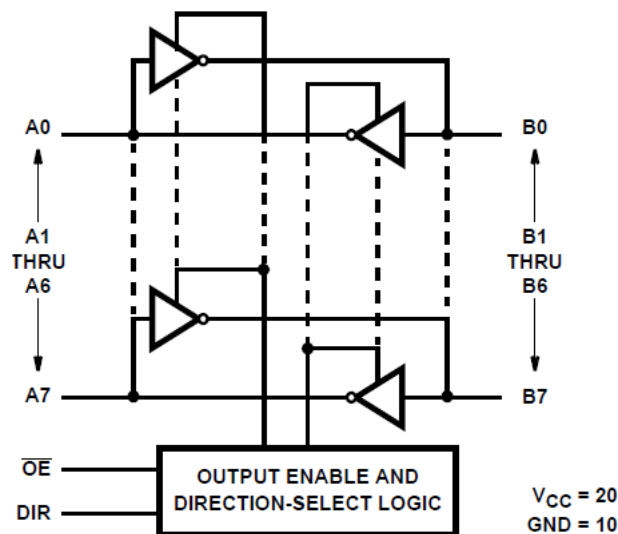 A0
B0
A1
THRU
A6
B1
THRU
B6
A7
B7
O̅E̅
DIR
OUTPUT ENABLE AND
DIRECTION-SELECT LOGIC
VCC = 20
GND = 10